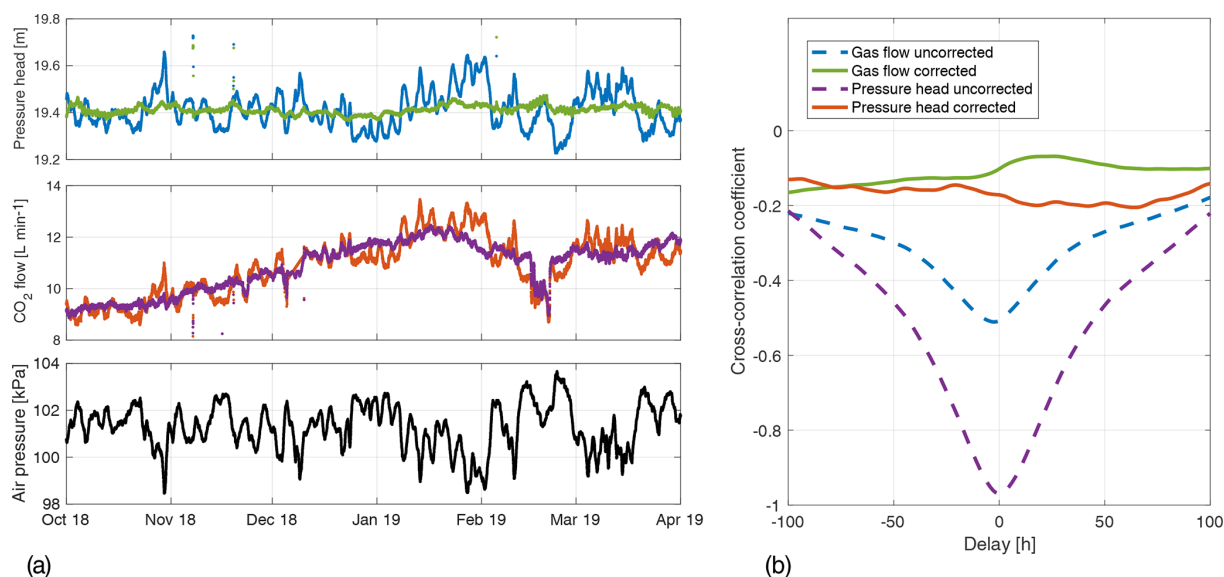 Pressure head [m]
19.8
19.6
19.4
19.2
CO2 flow [L min-1]
14
12
10
8
Air pressure [kPa]
104
102
100
98
Oct 18
Nov 18
Dec 18
Jan 19
Feb 19
Mar 19
Apr 19
(a)
Gas flow uncorrected
Gas flow corrected
Pressure head uncorrected
Pressure head corrected
Cross-correlation coefficient
0
-0.2
-0.4
-0.6
-0.8
-1
-100
-50
0
50
100
Delay [h]
(b)